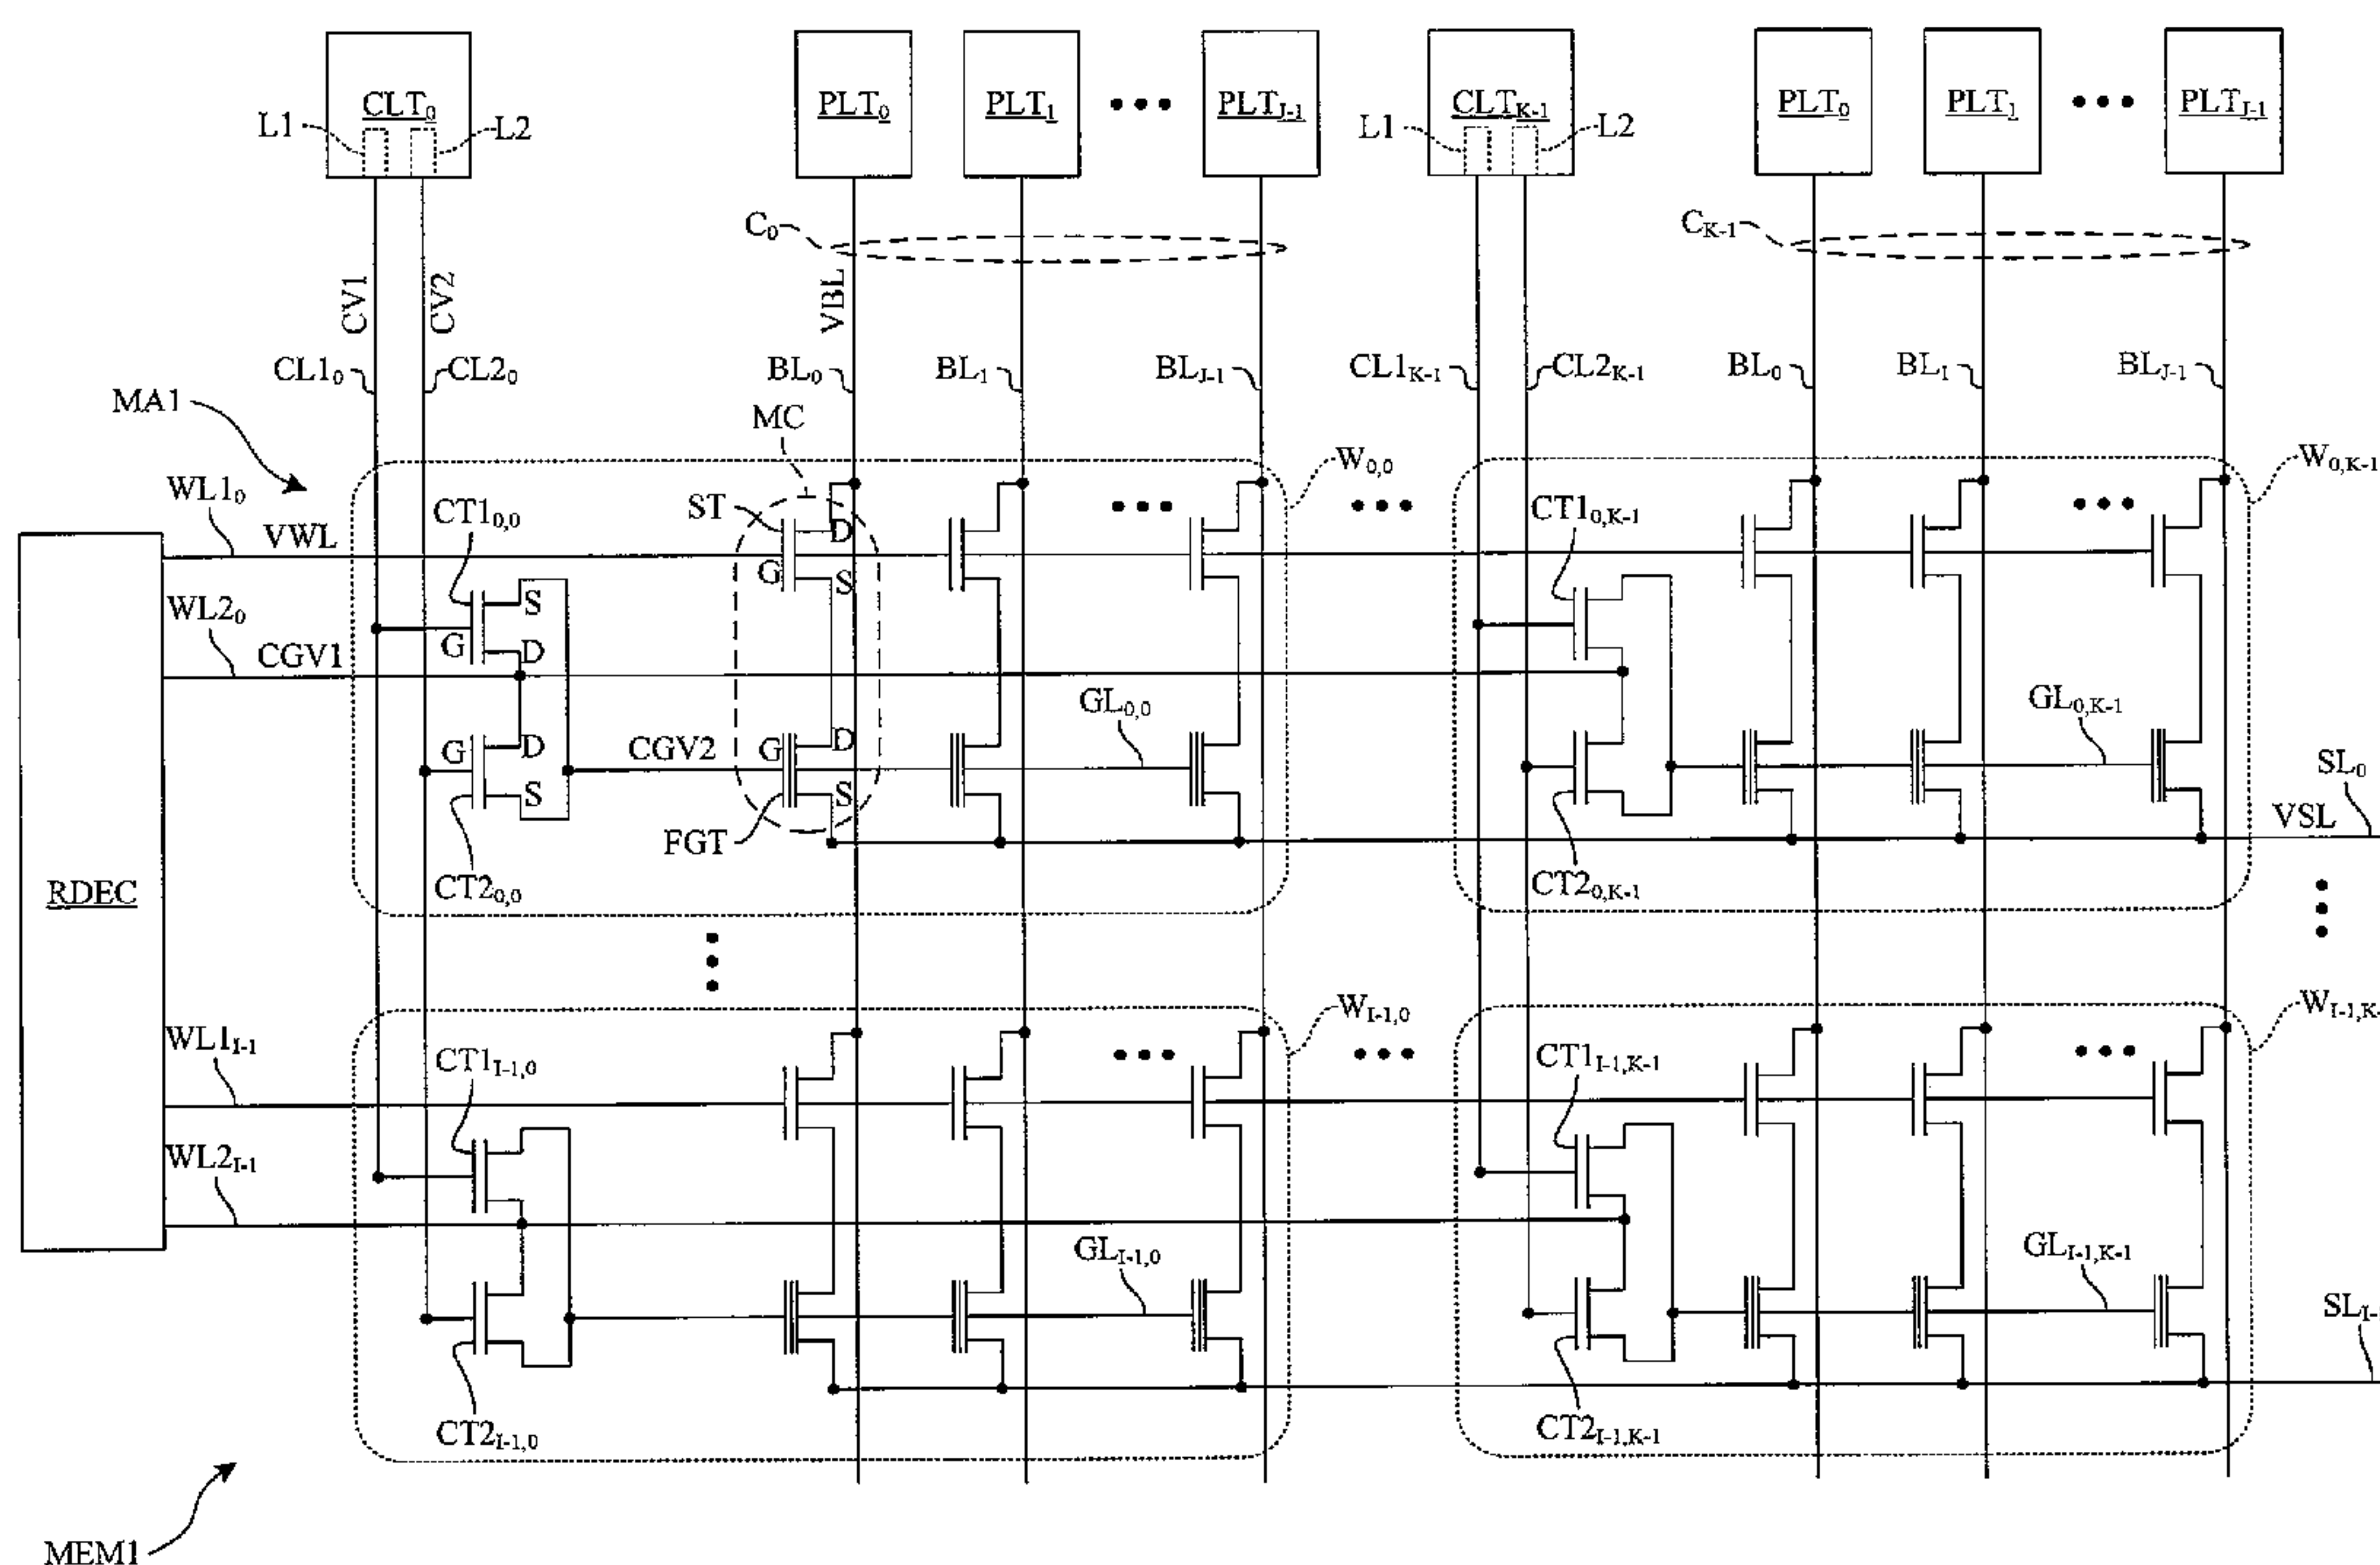 CLT0 PLT0 PLT1 ••• PLTJ-1 CLTK-1 PLT0 PLT1 ••• PLTJ-1
L1 L2 L1 L2
C0 CK-1
CV1 CV2 VBL
CL10 CL20 BL0 BL1 BLJ-1 CL1K-1 CL2K-1 BL0 BL1 BLJ-1
MA1 MC
W0,0 W0,K-1
WL10 CT10,0 ST D ••• ••• CT10,K-1 •••
VWL
G S
WL20 S
CGV1 G D
GL0,0 GL0,K-1
G D CGV2 G D
S S SL0
FGT VSL
RDEC CT20,0 CT20,K-1
WI-1,0 WI-1,K-
WL1I-1 CT1I-1,0 ••• ••• CT1I-1,K-1 •••
WL2I-1
GLI-1,0 GLI-1,K-1
SLI-
CT2I-1,0 CT2I-1,K-1
MEM1